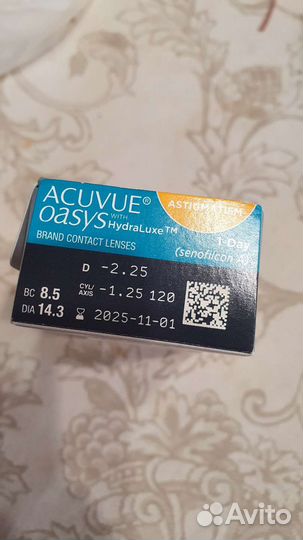 ACUVUE®
OASYS WITH HydraLuxe™
BRAND CONTACT LENSES
ASTIGMATISM
1-Day
(senofilcon A)
D -2.25
BC 8.5 CYL/AXIS -1.25 120
DIA 14.3 2025-11-01
Avito